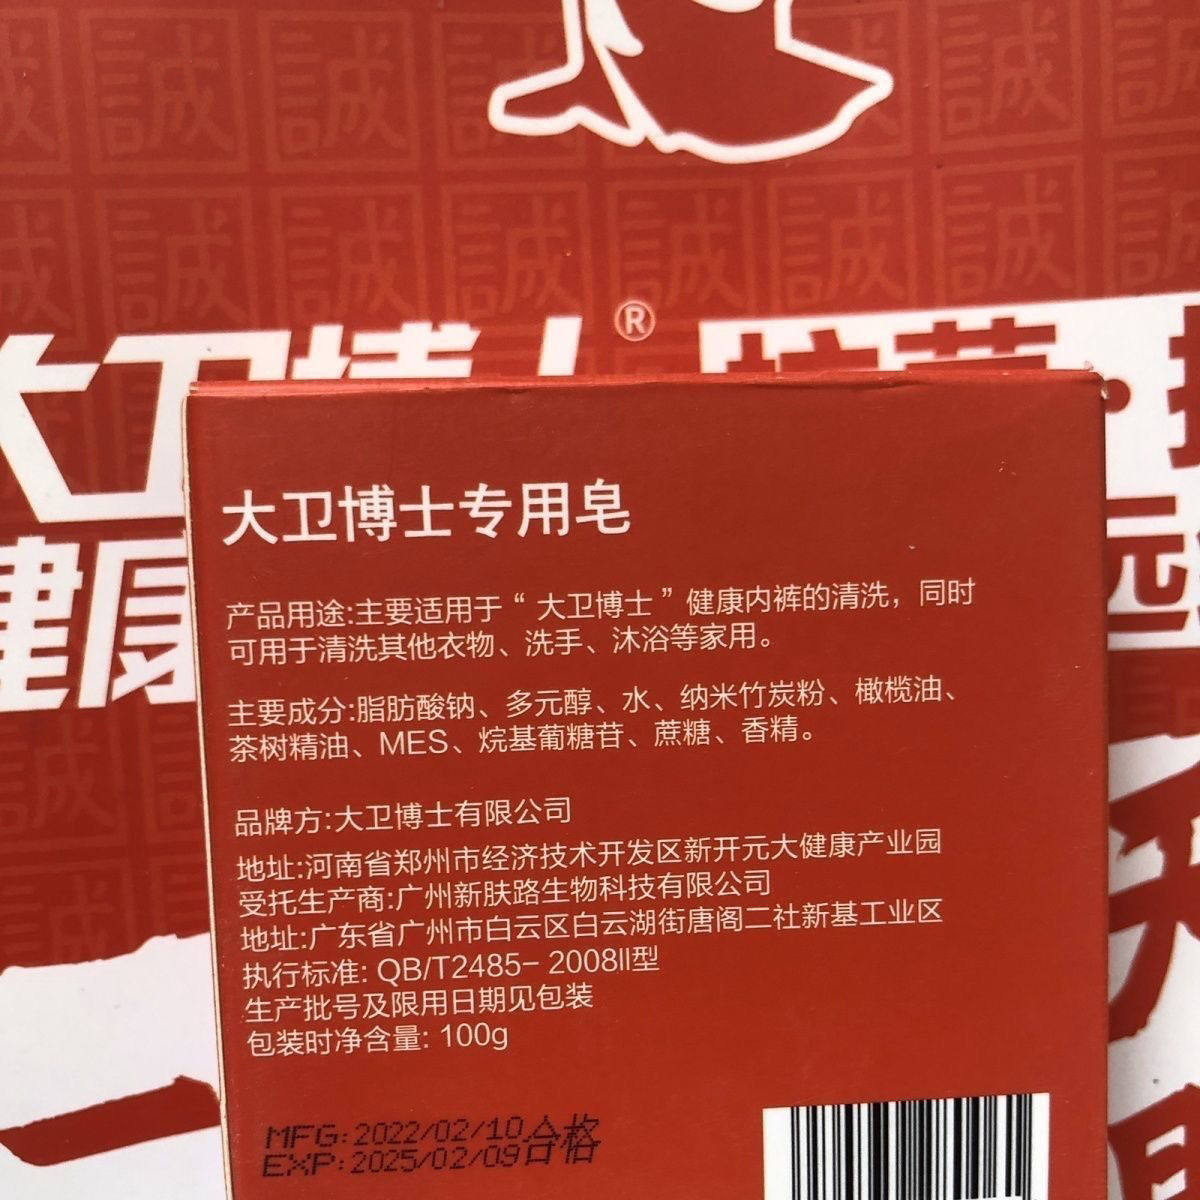 大卫博士®
健康
大卫博士专用皂
产品用途:主要适用于“大卫博士”健康内裤的清洗，同时
可用于清洗其他衣物、洗手、沐浴等家用。
主要成分:脂肪酸钠、多元醇、水、纳米竹炭粉、橄榄油、
茶树精油、MES、烷基葡糖苷、蔗糖、香精。
品牌方:大卫博士有限公司
地址:河南省郑州市经济技术开发区新开元大健康产业园
受托生产商:广州新肤路生物科技有限公司
地址:广东省广州市白云区白云湖街唐阁二社新基工业区
执行标准: QB/T2485- 2008II型
生产批号及限用日期见包装
包装时净含量: 100g
MFG:2022/02/10合格
EXP:2025/02/09